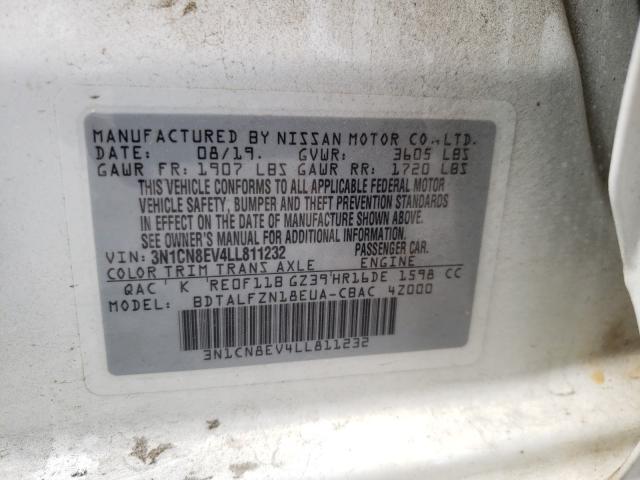 MANUFACTURED BY NISSAN MOTOR CO.,LTD.
DATE: 08/19. GVWR: 3605 LBS
GAWR FR: 1907 LBS GAWR RR: 1720 LBS
THIS VEHICLE CONFORMS TO ALL APPLICABLE FEDERAL MOTOR
VEHICLE SAFETY, BUMPER AND THEFT PREVENTION STANDARDS
IN EFFECT ON THE DATE OF MANUFACTURE SHOWN ABOVE.
SEE OWNER'S MANUAL FOR ADDITIONAL INFORMATION.
VIN: 3N1CN8EV4LL811232 PASSENGER CAR.
COLOR TRIM TRANS AXLE ENGINE
QAC K RE0F11B GZ39 HR16DE 1598 CC
MODEL: BDTALFZN18EUA-CBAC 4Z000
3N1CN8EV4LL811232